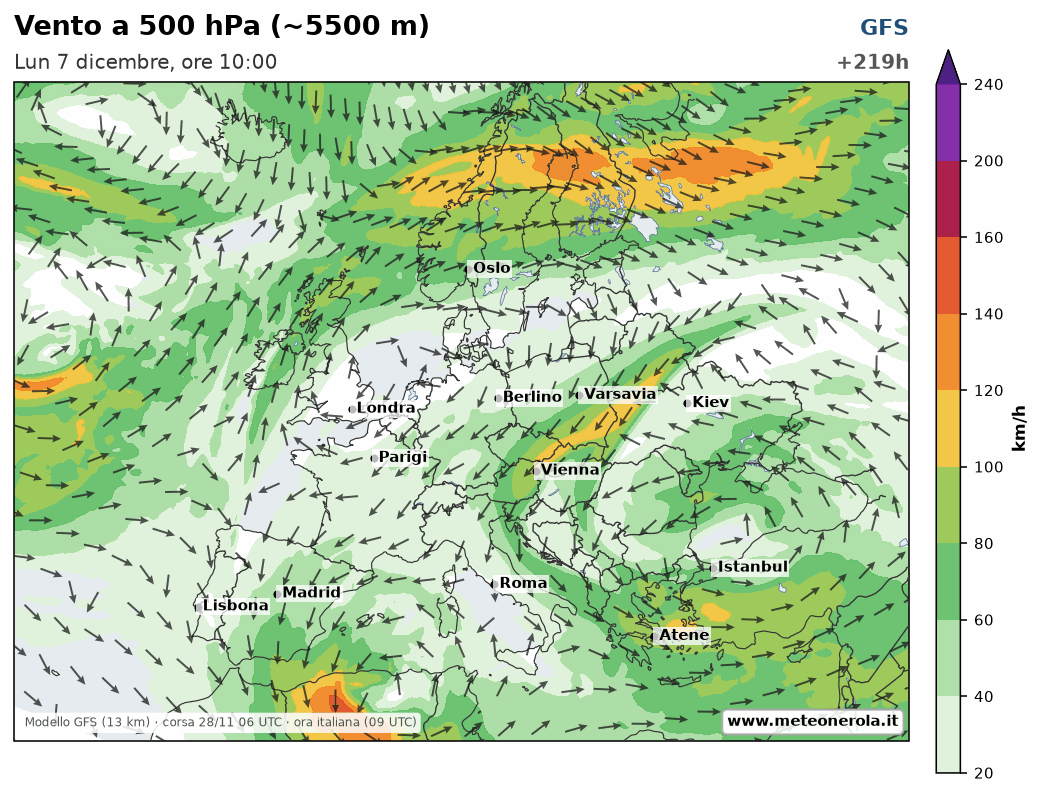 Vento a 500 hPa (~5500 m)
GFS
Lun 7 dicembre, ore 10:00
+219h
240
200
160
140
120
100
80
60
40
20
km/h
Oslo
Londra
Berlino
Varsavia
Kiev
Parigi
Vienna
Istanbul
Roma
Madrid
Lisbona
Atene
Modello GFS (13 km) · corsa 28/11 06 UTC · ora italiana (09 UTC)
www.meteonerola.it